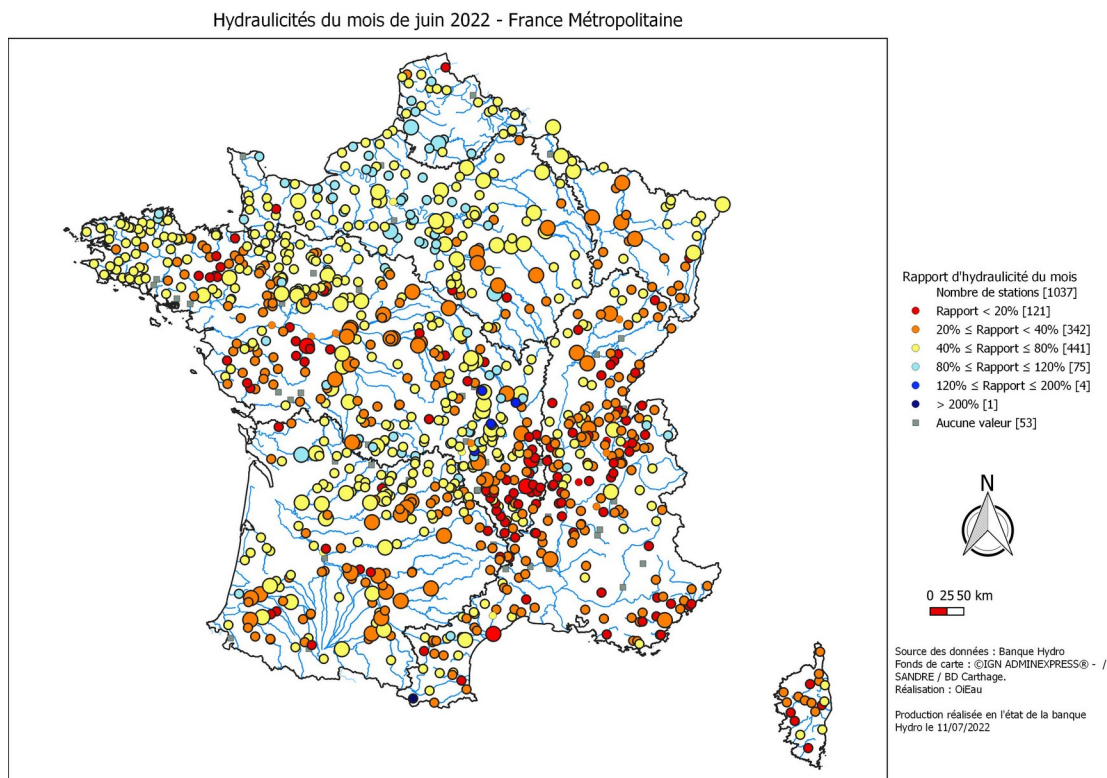 Hydraulicités du mois de juin 2022 - France Métropolitaine
Rapport d'hydraulicité du mois
Nombre de stations [1037]
Rapport < 20% [121]
20% ≤ Rapport < 40% [342]
40% ≤ Rapport ≤ 80% [441]
80% ≤ Rapport ≤ 120% [75]
120% ≤ Rapport ≤ 200% [4]
> 200% [1]
Aucune valeur [53]
N
0 25 50 km
Source des données : Banque Hydro
Fonds de carte : ©IGN ADMINEXPRESS® - /
SANDRE / BD Carthage.
Réalisation : OiEau
Production réalisée en l'état de la banque
Hydro le 11/07/2022